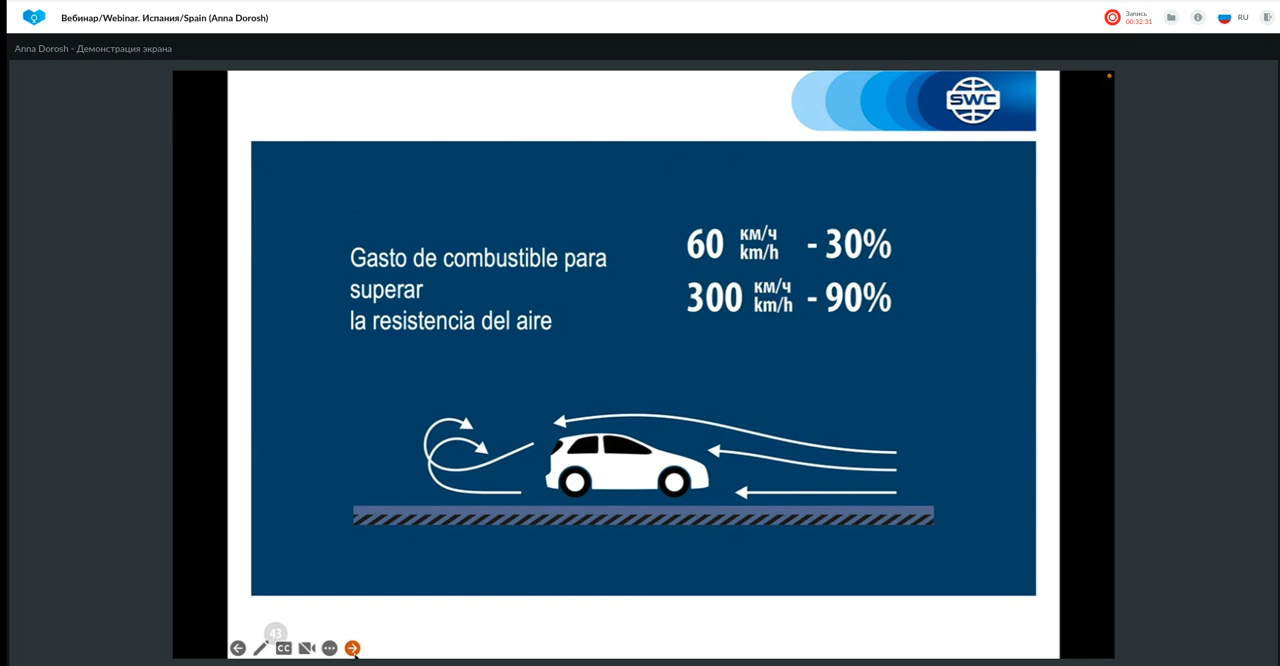 Вебинар/Webinar. Испания/Spain (Anna Dorosh)
Запись
00:32:31
RU
Anna Dorosh - Демонстрация экрана
SWC
Gasto de combustible para
superar
la resistencia del aire
60 км/ч km/h - 30%
300 км/ч km/h - 90%
43
CC